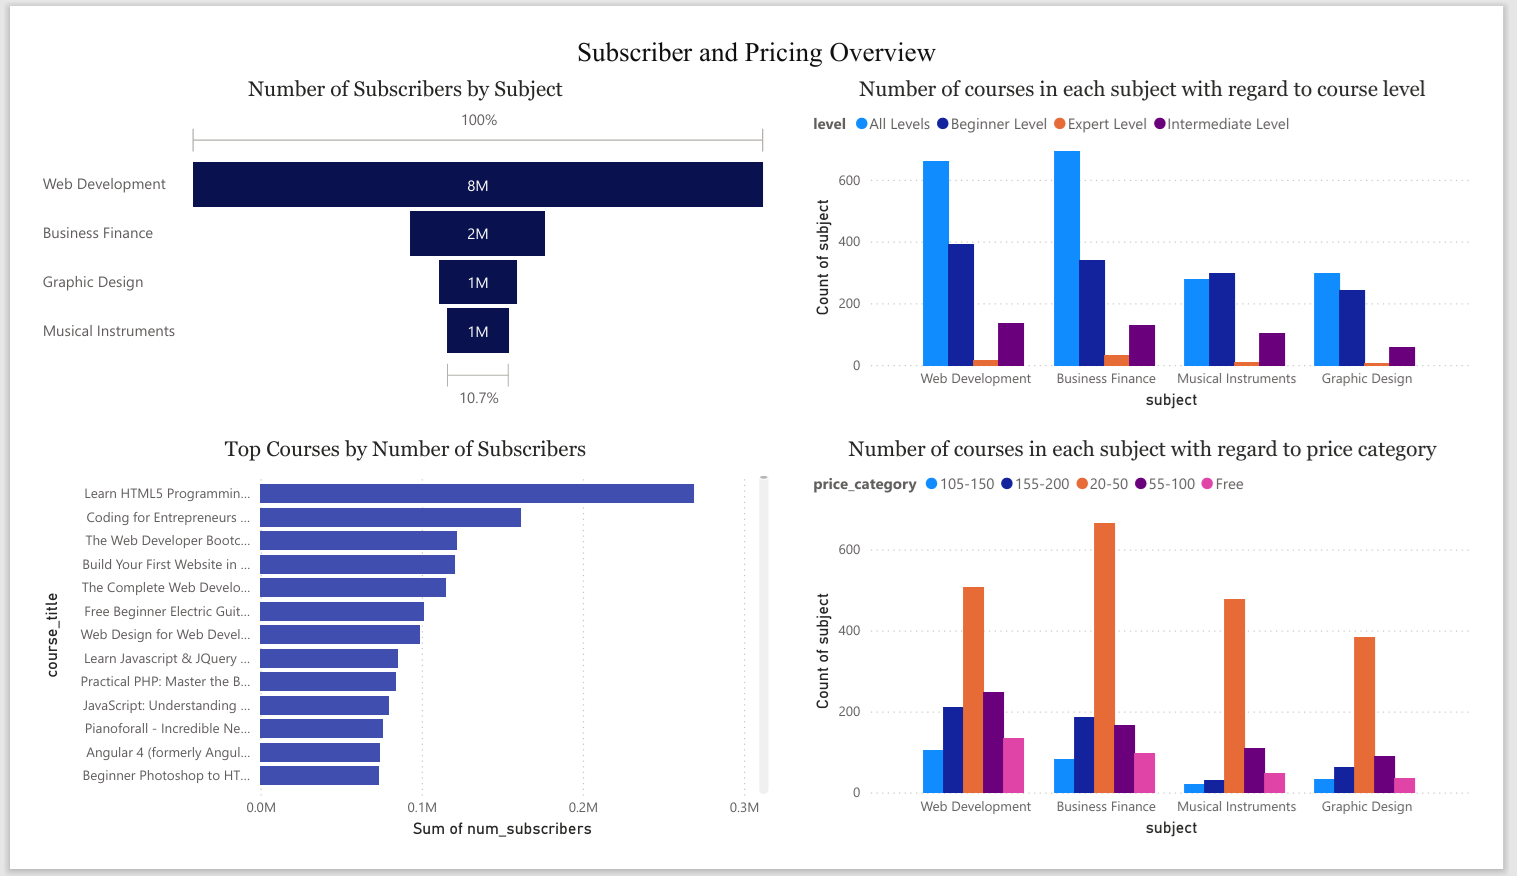 Subscriber and Pricing Overview
Number of Subscribers by Subject
100%
Web Development
8M
Business Finance
2M
Graphic Design
1M
Musical Instruments
1M
10.7%
Number of courses in each subject with regard to course level
level All Levels Beginner Level Expert Level Intermediate Level
Count of subject
600
400
200
0
Web Development Business Finance Musical Instruments Graphic Design
subject
Top Courses by Number of Subscribers
course_title
Learn HTML5 Programmin...
Coding for Entrepreneurs ...
The Web Developer Bootc...
Build Your First Website in ...
The Complete Web Develo...
Free Beginner Electric Guit...
Web Design for Web Devel...
Learn Javascript & JQuery ...
Practical PHP: Master the B...
JavaScript: Understanding ...
Pianoforall - Incredible Ne...
Angular 4 (formerly Angul...
Beginner Photoshop to HT...
0.0M 0.1M 0.2M 0.3M
Sum of num_subscribers
Number of courses in each subject with regard to price category
price_category 105-150 155-200 20-50 55-100 Free
Count of subject
600
400
200
0
Web Development Business Finance Musical Instruments Graphic Design
subject